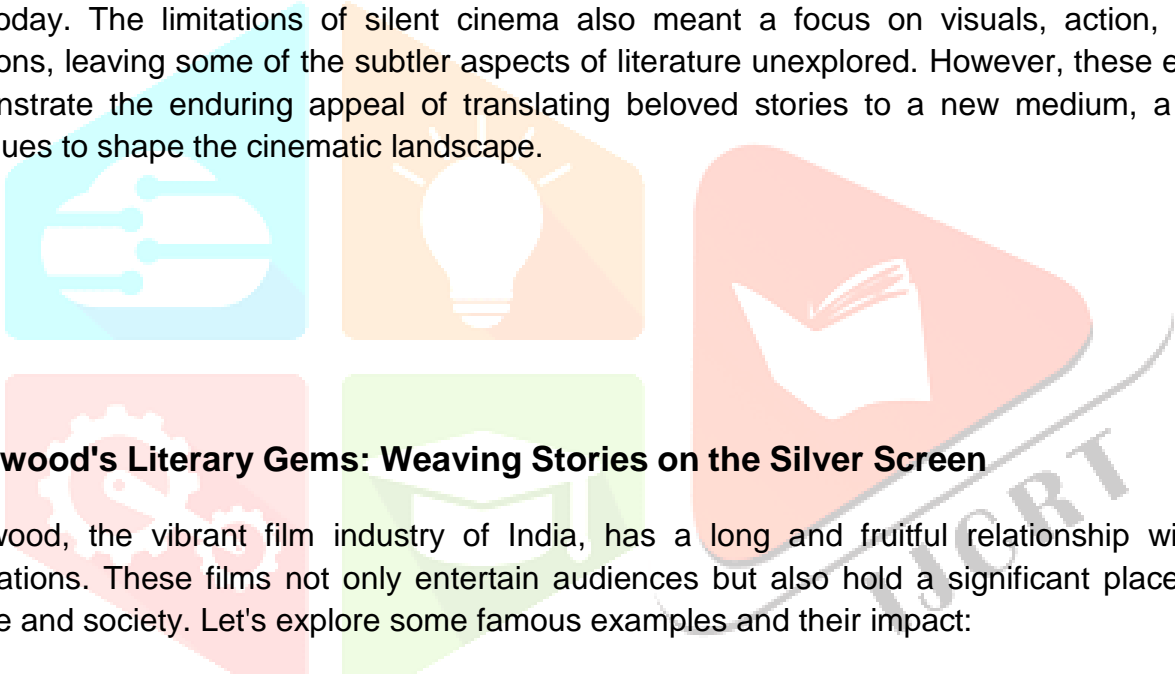 oday. The limitations of silent cinema also meant a focus on visuals, action,
ons, leaving some of the subtler aspects of literature unexplored. However, these e
nstrate the enduring appeal of translating beloved stories to a new medium, a
ues to shape the cinematic landscape.
wood's Literary Gems: Weaving Stories on the Silver Screen
wood, the vibrant film industry of India, has a long and fruitful relationship wi
ations. These films not only entertain audiences but also hold a significant place
e and society. Let's explore some famous examples and their impact:
IJCRT